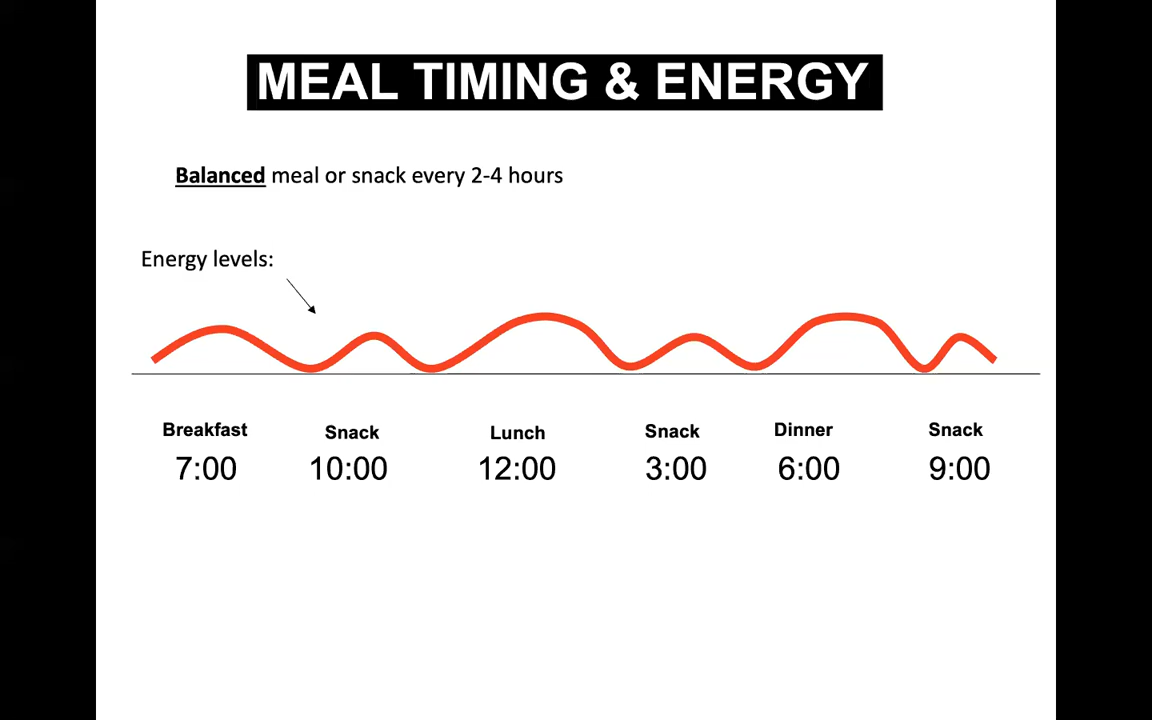 MEAL TIMING & ENERGY
Balanced meal or snack every 2-4 hours
Energy levels:
Breakfast Snack Lunch Snack Dinner Snack
7:00 10:00 12:00 3:00 6:00 9:00